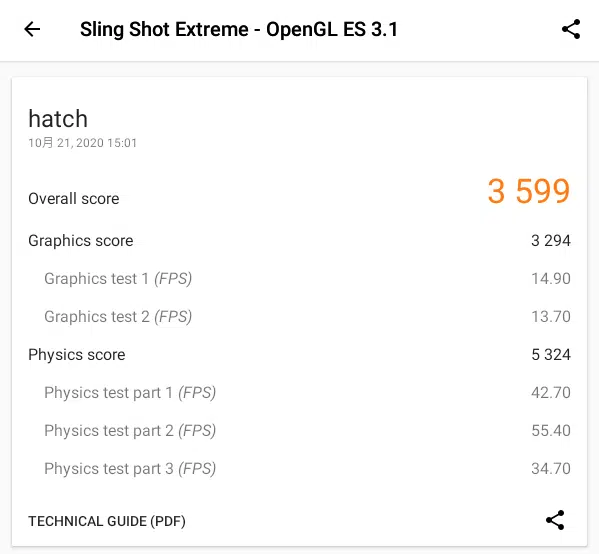 Sling Shot Extreme - OpenGL ES 3.1
hatch
10月 21, 2020 15:01
Overall score 3 599
Graphics score 3 294
Graphics test 1 (FPS) 14.90
Graphics test 2 (FPS) 13.70
Physics score 5 324
Physics test part 1 (FPS) 42.70
Physics test part 2 (FPS) 55.40
Physics test part 3 (FPS) 34.70
TECHNICAL GUIDE (PDF)